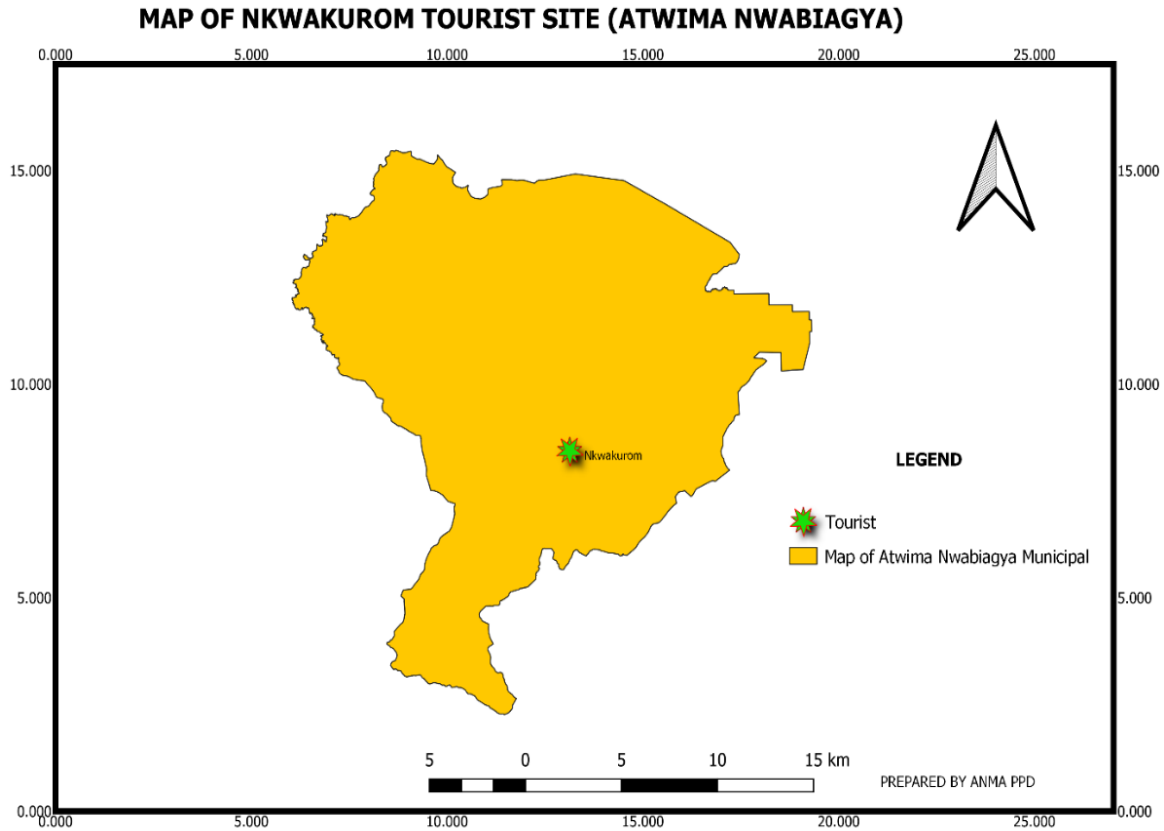 MAP OF NKWAKUROM TOURIST SITE (ATWIMA NWABIAGYA)
0.000 5.000 10.000 15.000 20.000 25.000
15.000 15.000
10.000 10.000
Nkwakurom
LEGEND
Tourist
Map of Atwima Nwabiagya Municipal
5.000 5.000
5 0 5 10 15 km
PREPARED BY ANMA PPD
0.000 0.000
0.000 5.000 10.000 15.000 20.000 25.000